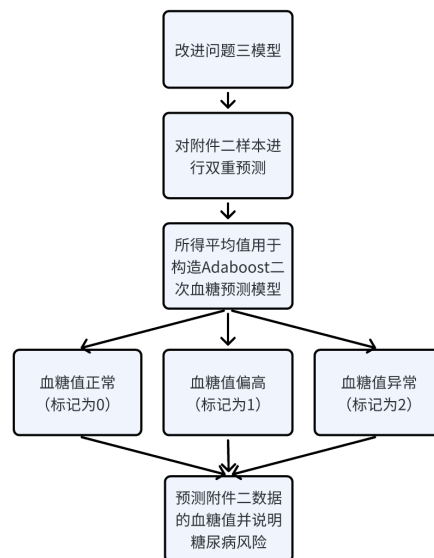 改进问题三模型
对附件二样本进
行双重预测
所得平均值用于
构造Adaboost二
次血糖预测模型
血糖值正常
（标记为0）
血糖值偏高
（标记为1）
血糖值异常
（标记为2）
预测附件二数据
的血糖值并说明
糖尿病风险